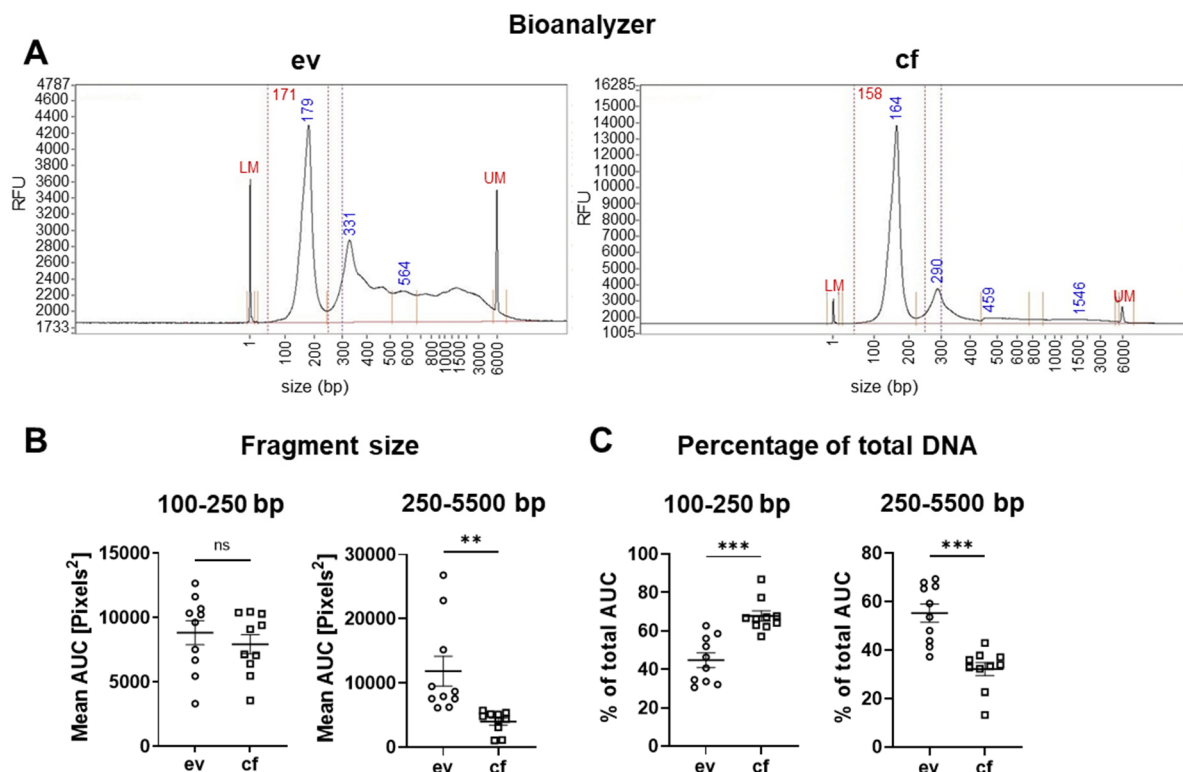 Bioanalyzer
A
ev
cf
4787
4600
4400
4200
4000
3800
3600
3400
3200
3000
2800
2600
2400
2200
2000
1733
RFU
LM
171
179
331
564
UM
1
100
200
300
400
500
600
800
1000
1500
3000
6000
size (bp)
16285
15000
14000
13000
12000
11000
10000
9000
8000
7000
6000
5000
4000
3000
2000
1005
RFU
LM
158
164
290
459
1546
UM
1
100
200
300
400
500
600
800
1000
1500
3000
6000
size (bp)
B
Fragment size
100-250 bp
250-5500 bp
Mean AUC [Pixels²]
15000
10000
5000
0
ns
ev
cf
Mean AUC [Pixels²]
30000
20000
10000
0
**
ev
cf
C
Percentage of total DNA
100-250 bp
250-5500 bp
% of total AUC
100
80
60
40
20
0
***
ev
cf
% of total AUC
80
60
40
20
0
***
ev
cf